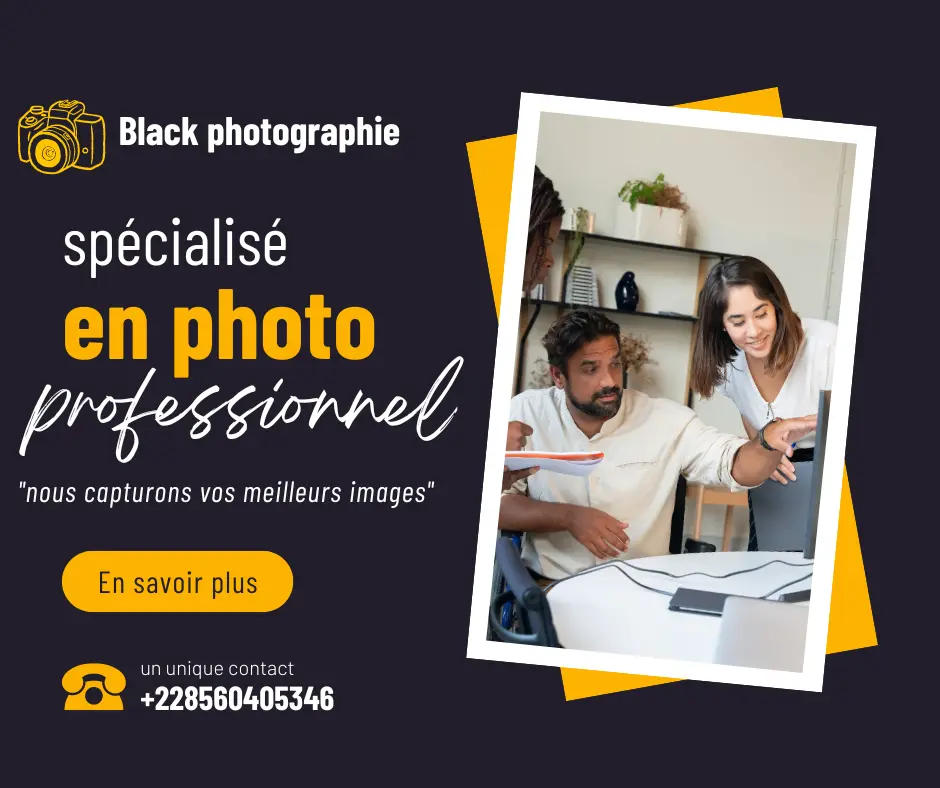 Black photographie
spécialisé
en photo
professionnel
"nous capturons vos meilleurs images"
En savoir plus
un unique contact
+228560405346